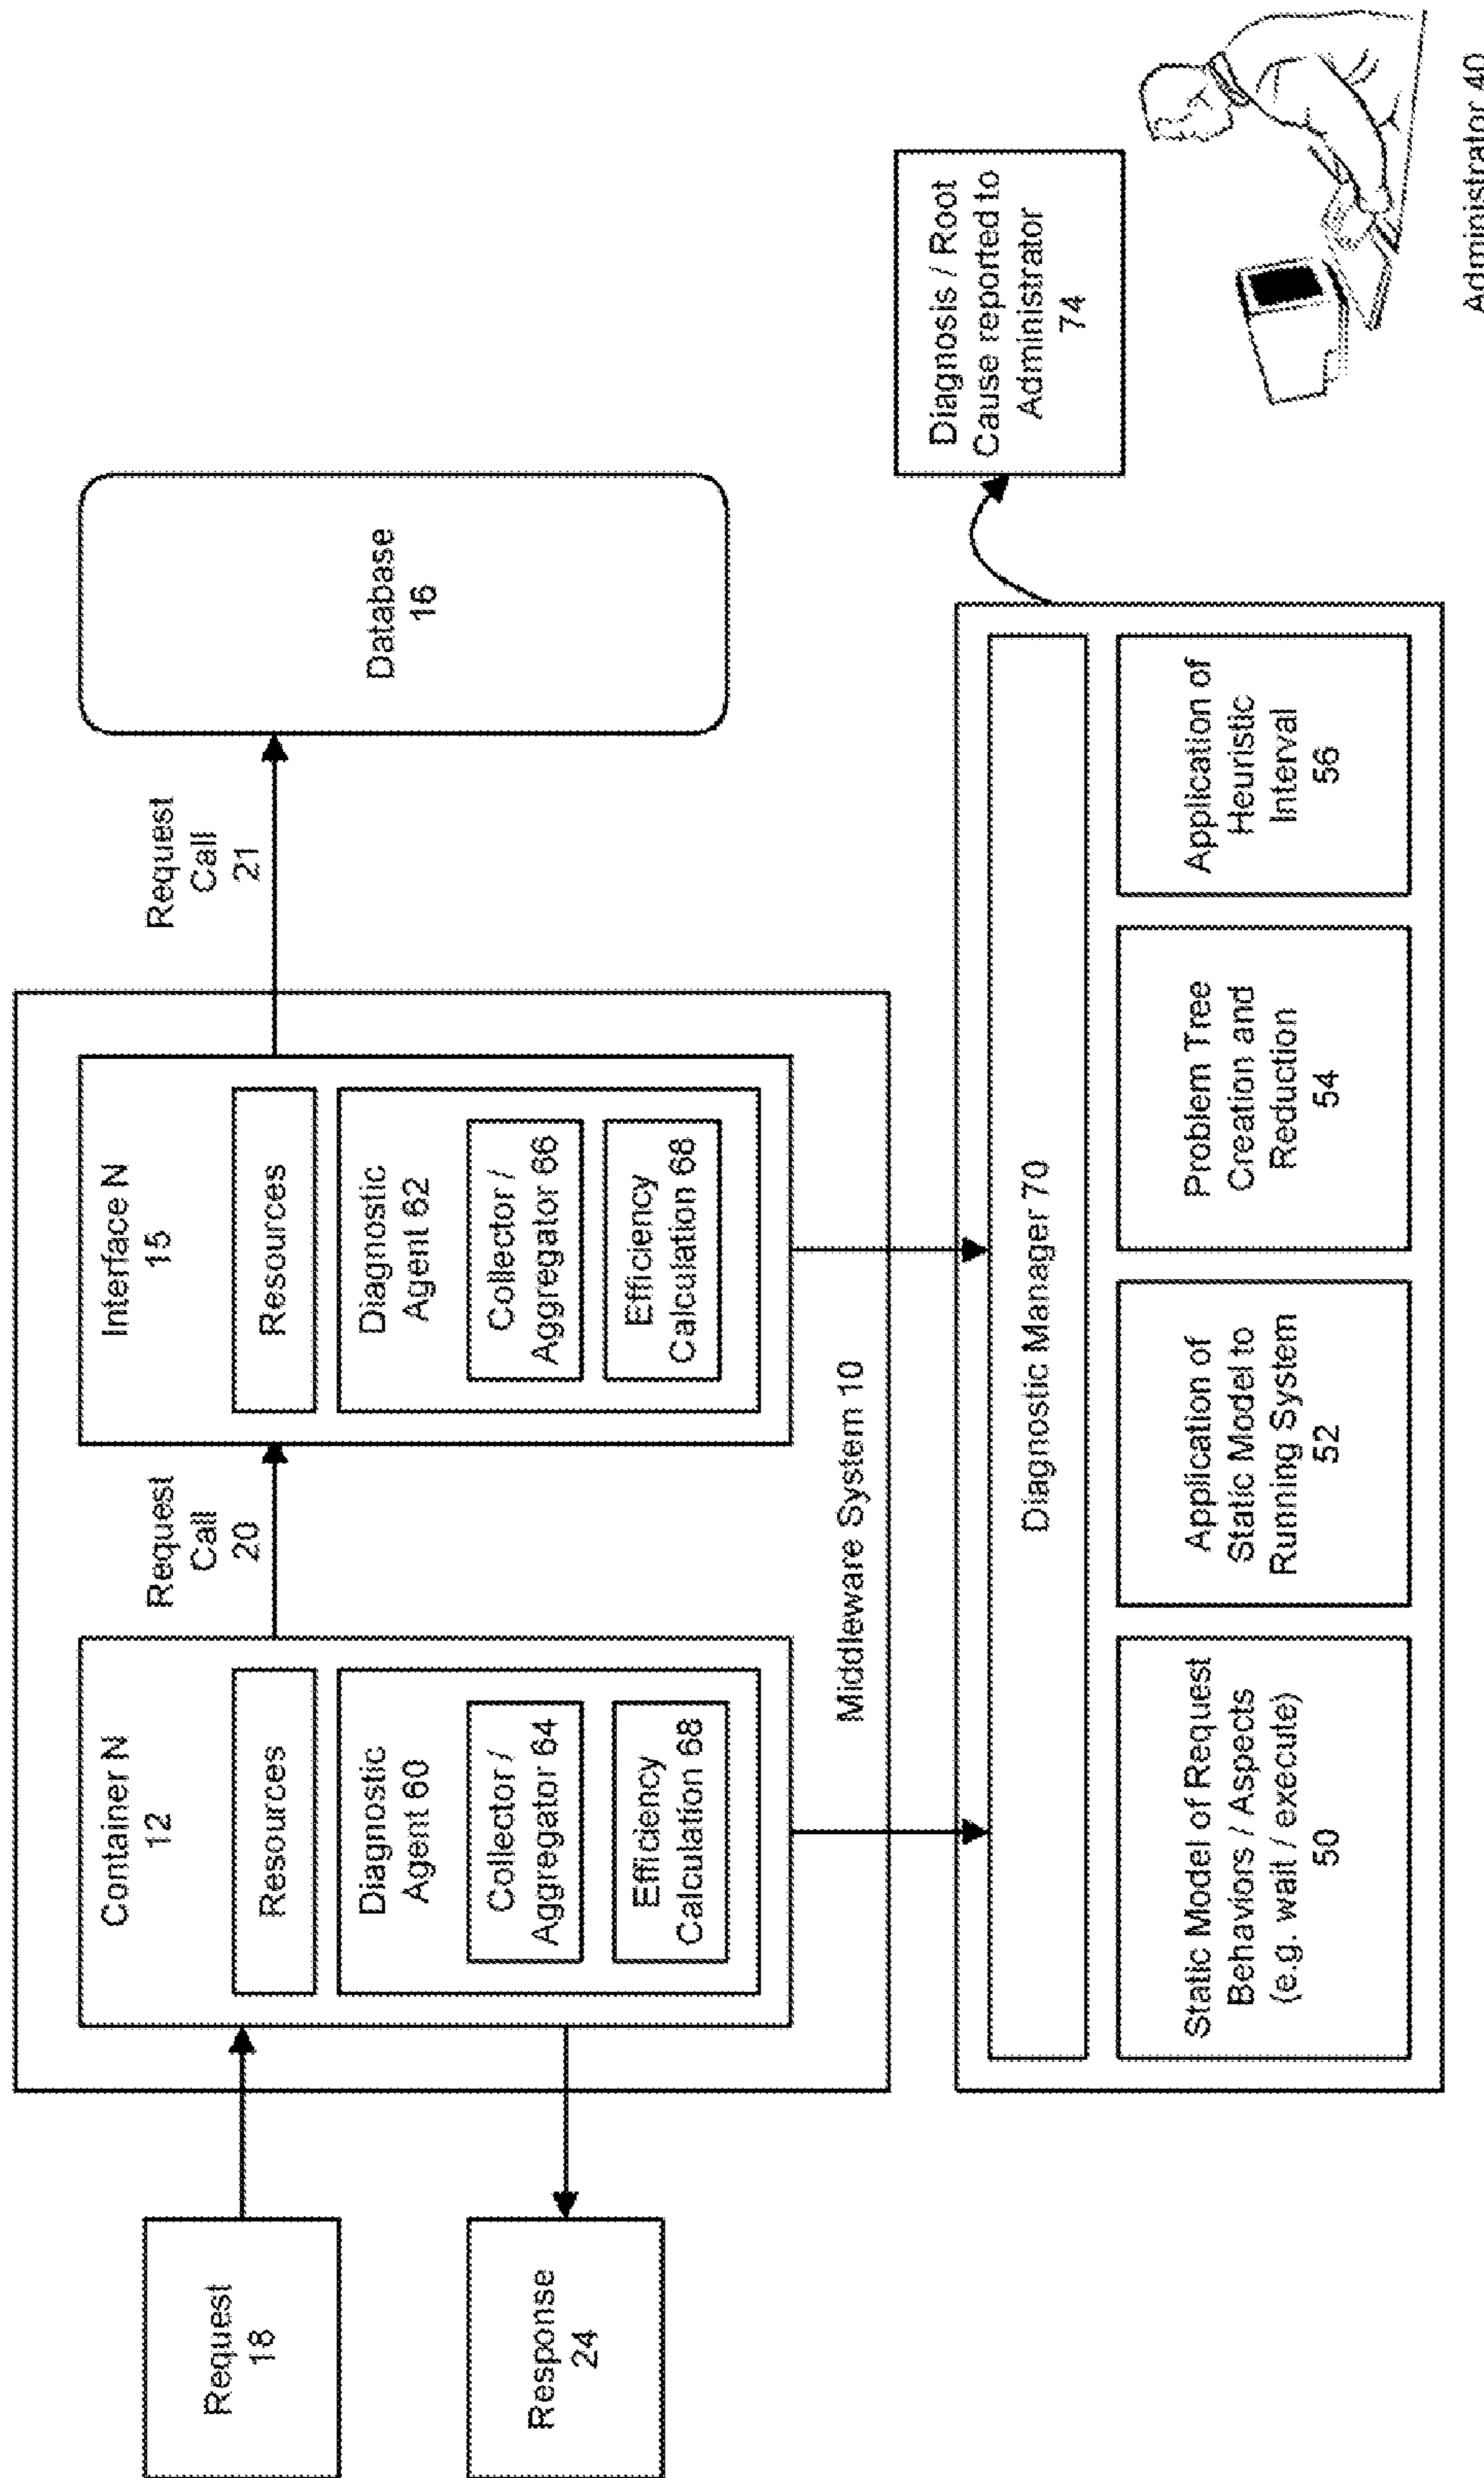 Request
18
Response
24
Container N
12
Resources
Diagnostic
Agent 60
Collector /
Aggregator 64
Efficiency
Calculation 68
Request
Call
20
Interface N
15
Resources
Diagnostic
Agent 62
Collector /
Aggregator 66
Efficiency
Calculation 68
Middleware System 10
Request
Call
21
Database
16
Diagnostic Manager 70
Static Model of Request
Behaviors / Aspects
(e.g. wait / execute)
50
Application of
Static Model to
Running System
52
Problem Tree
Creation and
Reduction
54
Application of
Heuristic
Interval
56
Diagnosis / Root
Cause reported to
Administrator
74
Administrator 40